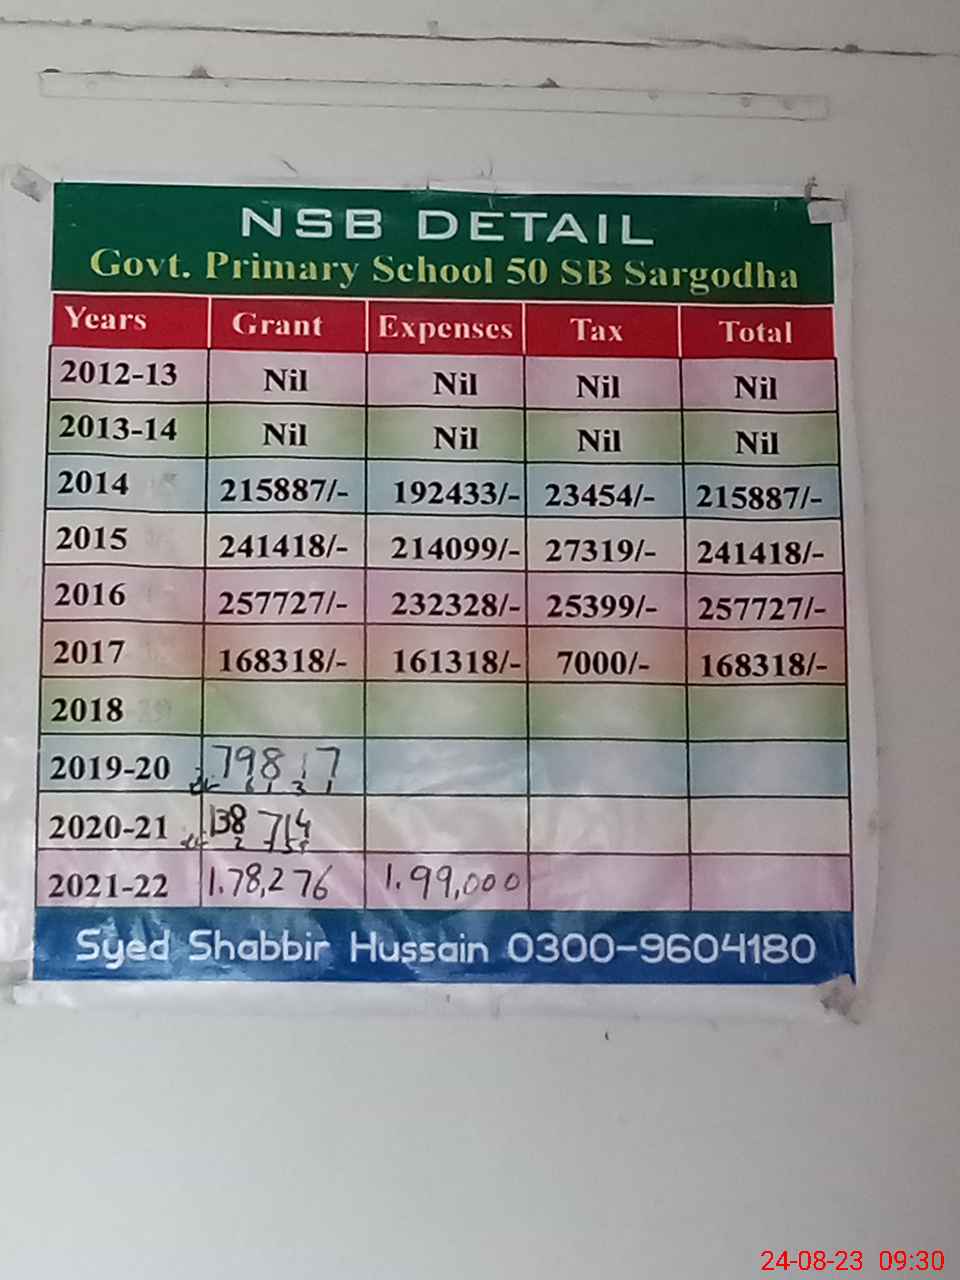 NSB DETAIL
Govt. Primary School 50 SB Sargodha
Years Grant Expenses Tax Total
2012-13 Nil Nil Nil Nil
2013-14 Nil Nil Nil Nil
2014 215887/- 192433/- 23454/- 215887/-
2015 241418/- 214099/- 27319/- 241418/-
2016 257727/- 232328/- 25399/- 257727/-
2017 168318/- 161318/- 7000/- 168318/-
2018
2019-20
2020-21 138 714
2021-22 1.78,276 1.99,000
Syed Shabbir Hussain 0300-9604180
24-08-23 09:30